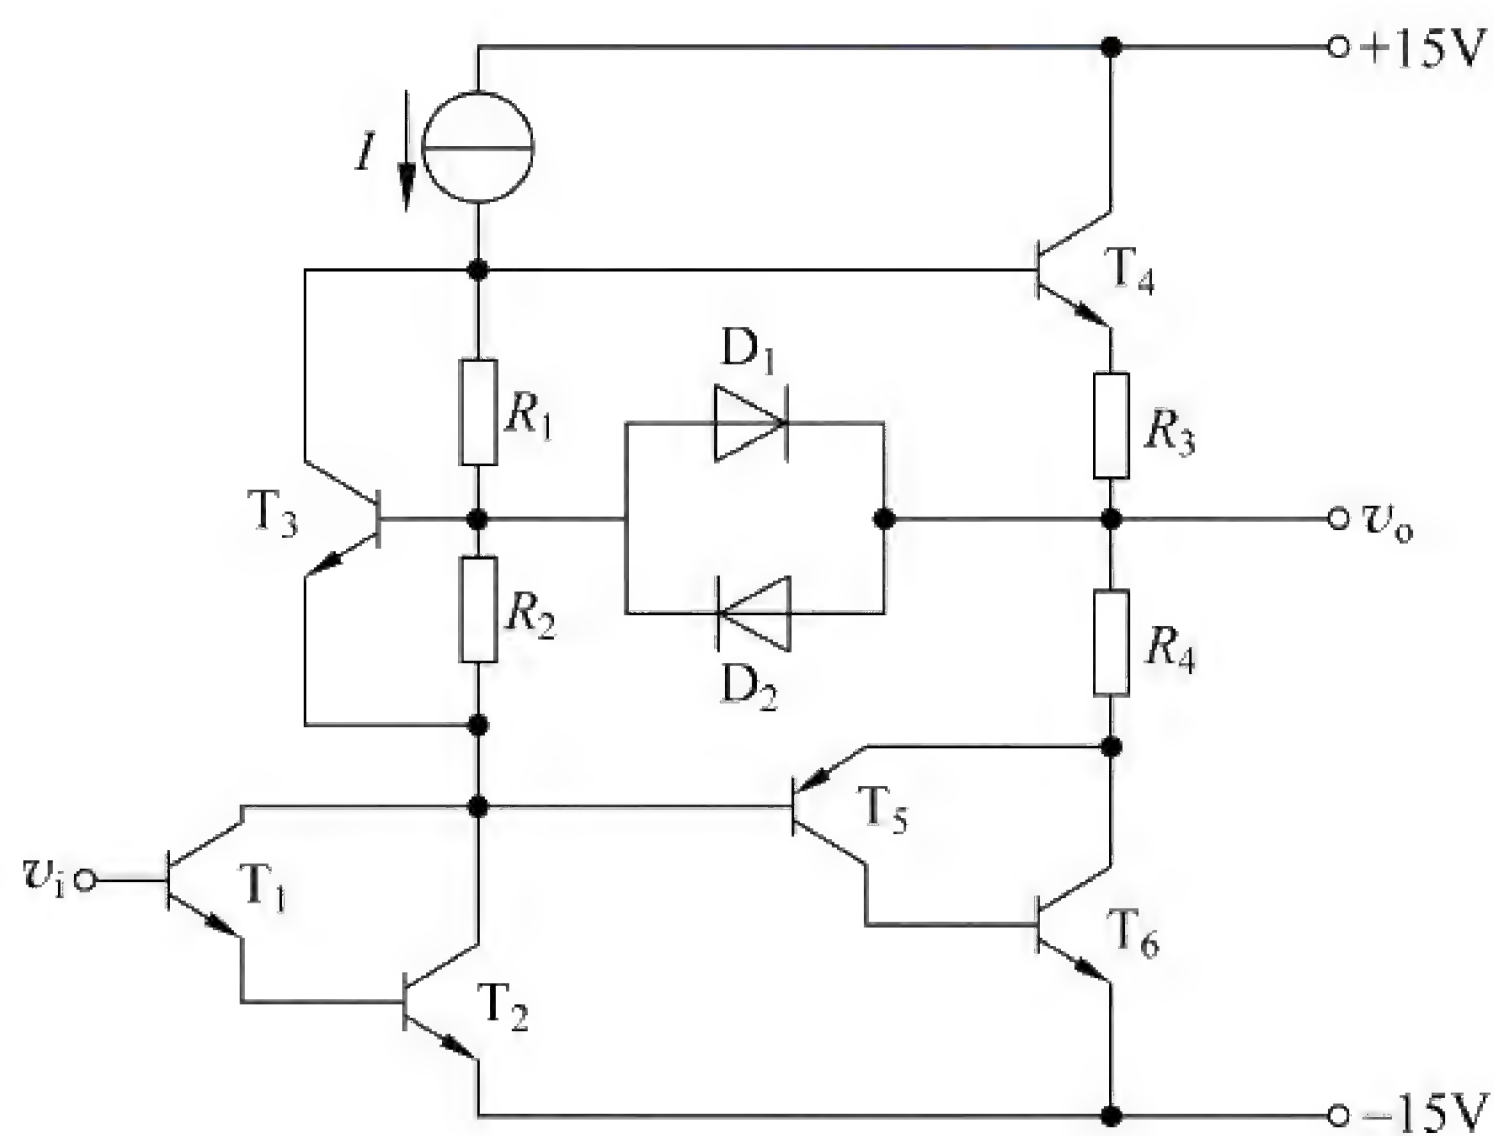 +15V
I
T₄
D₁
R₁
R₃
T₃
vₒ
R₂
R₄
D₂
T₅
vᵢ
T₁
T₆
T₂
−15V